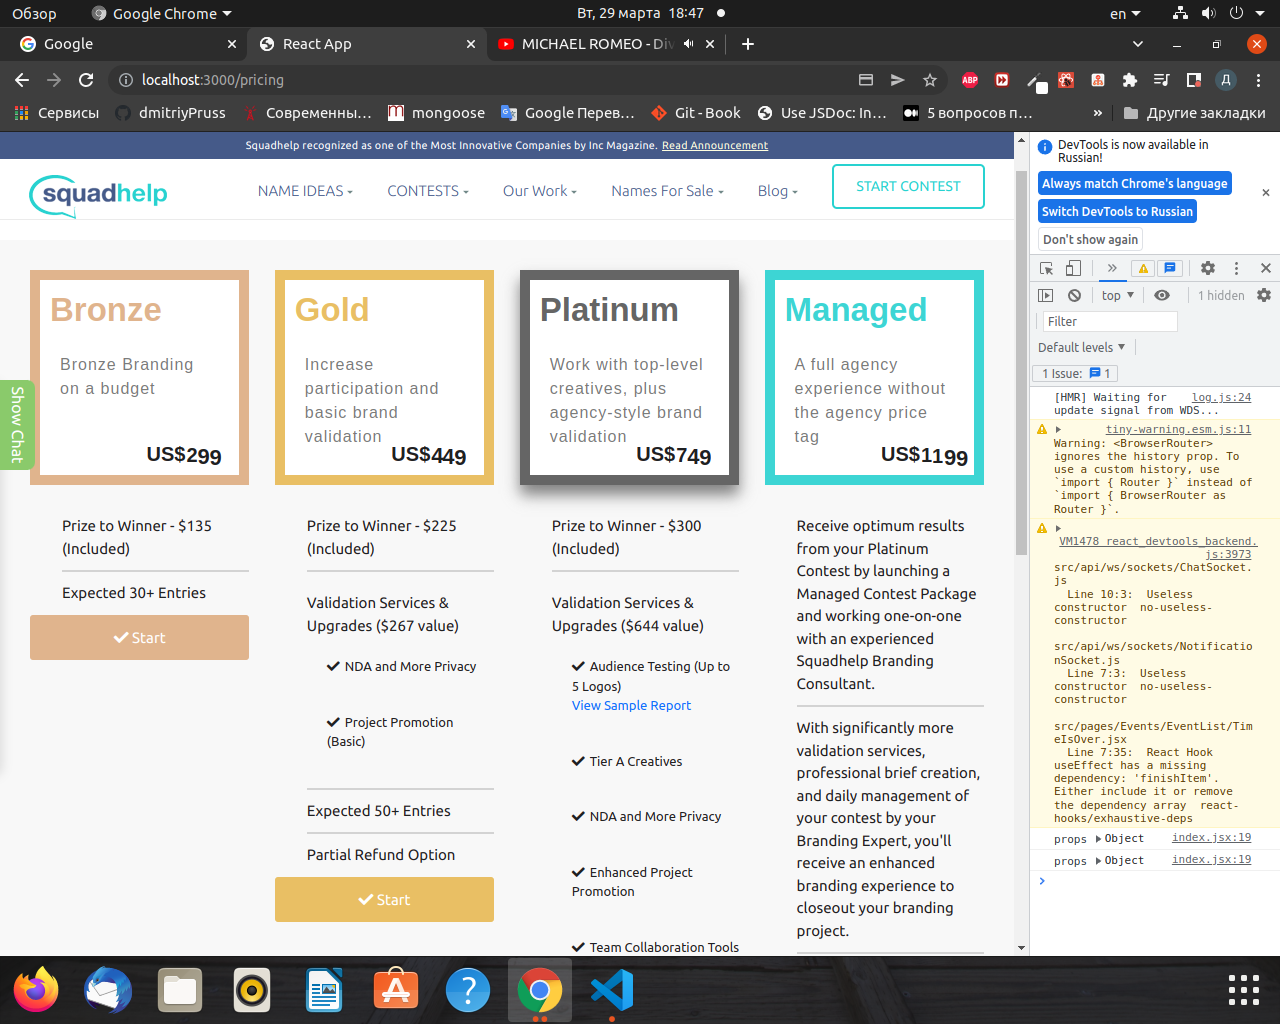 Обзор
Google Chrome
Вт, 29 марта 18:47
en
Google
React App
MICHAEL ROMEO - Div
localhost:3000/pricing
ABP
Д
Сервисы
dmitriyPruss
Современны...
mongoose
Google Перев...
Git - Book
Use JSDoc: In...
5 вопросов п...
»
Другие закладки
Squadhelp recognized as one of the Most Innovative Companies by Inc Magazine. Read Announcement
squadhelp
NAME IDEAS
CONTESTS
Our Work
Names For Sale
Blog
START CONTEST
Show Chat
Bronze
Bronze Branding
on a budget
US$299
Prize to Winner - $135
(Included)
Expected 30+ Entries
Start
Gold
Increase
participation and
basic brand
validation
US$449
Prize to Winner - $225
(Included)
Validation Services &
Upgrades ($267 value)
NDA and More Privacy
Project Promotion
(Basic)
Expected 50+ Entries
Partial Refund Option
Start
Platinum
Work with top-level
creatives, plus
agency-style brand
validation
US$749
Prize to Winner - $300
(Included)
Validation Services &
Upgrades ($644 value)
Audience Testing (Up to
5 Logos)
View Sample Report
Tier A Creatives
NDA and More Privacy
Enhanced Project
Promotion
Team Collaboration Tools
Managed
A full agency
experience without
the agency price
tag
US$1199
Receive optimum results
from your Platinum
Contest by launching a
Managed Contest Package
and working one-on-one
with an experienced
Squadhelp Branding
Consultant.
With significantly more
validation services,
professional brief creation,
and daily management of
your contest by your
Branding Expert, you'll
receive an enhanced
branding experience to
closeout your branding
project.
DevTools is now available in
Russian!
Always match Chrome's language
Switch DevTools to Russian
Don't show again
»
top
1 hidden
Filter
Default levels
1 Issue: 1
[HMR] Waiting for log.js:24
update signal from WDS...
tiny-warning.esm.js:11
Warning: <BrowserRouter>
ignores the history prop. To
use a custom history, use
`import { Router }` instead of
`import { BrowserRouter as
Router }`.
VM1478 react_devtools_backend.
js:3973
src/api/ws/sockets/ChatSocket.
js
Line 10:3: Useless
constructor no-useless-
constructor
src/api/ws/sockets/Notificatio
nSocket.js
Line 7:3: Useless
constructor no-useless-
constructor
src/pages/Events/EventList/Tim
eIsOver.jsx
Line 7:35: React Hook
useEffect has a missing
dependency: 'finishItem'.
Either include it or remove
the dependency array react-
hooks/exhaustive-deps
props Object index.jsx:19
props Object index.jsx:19